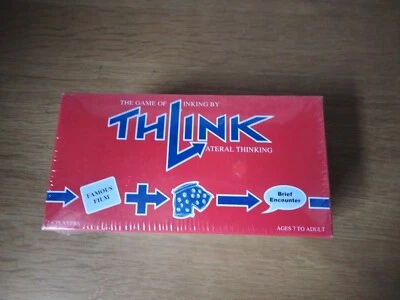 THE GAME OF LINKING BY
THLINK
LATERAL THINKING
FAMOUS
FILM
Brief
Encounter
AGES 7 TO ADULT